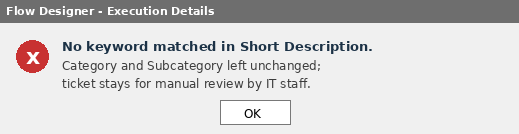 Flow Designer - Execution Details
No keyword matched in Short Description.
Category and Subcategory left unchanged;
ticket stays for manual review by IT staff.
OK